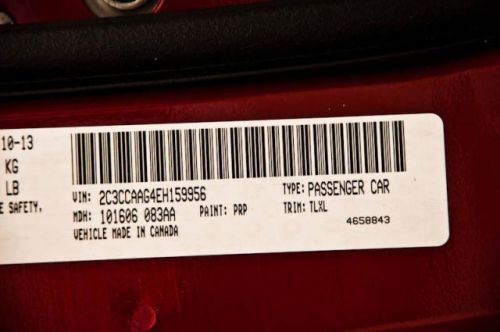 10-13
KG
LB
E SAFETY.
VIN: 2C3CCAAG4EH159956
TYPE: PASSENGER CAR
MDH: 101606 083AA
PAINT: PRP
TRIM: TLXL
VEHICLE MADE IN CANADA
4658843